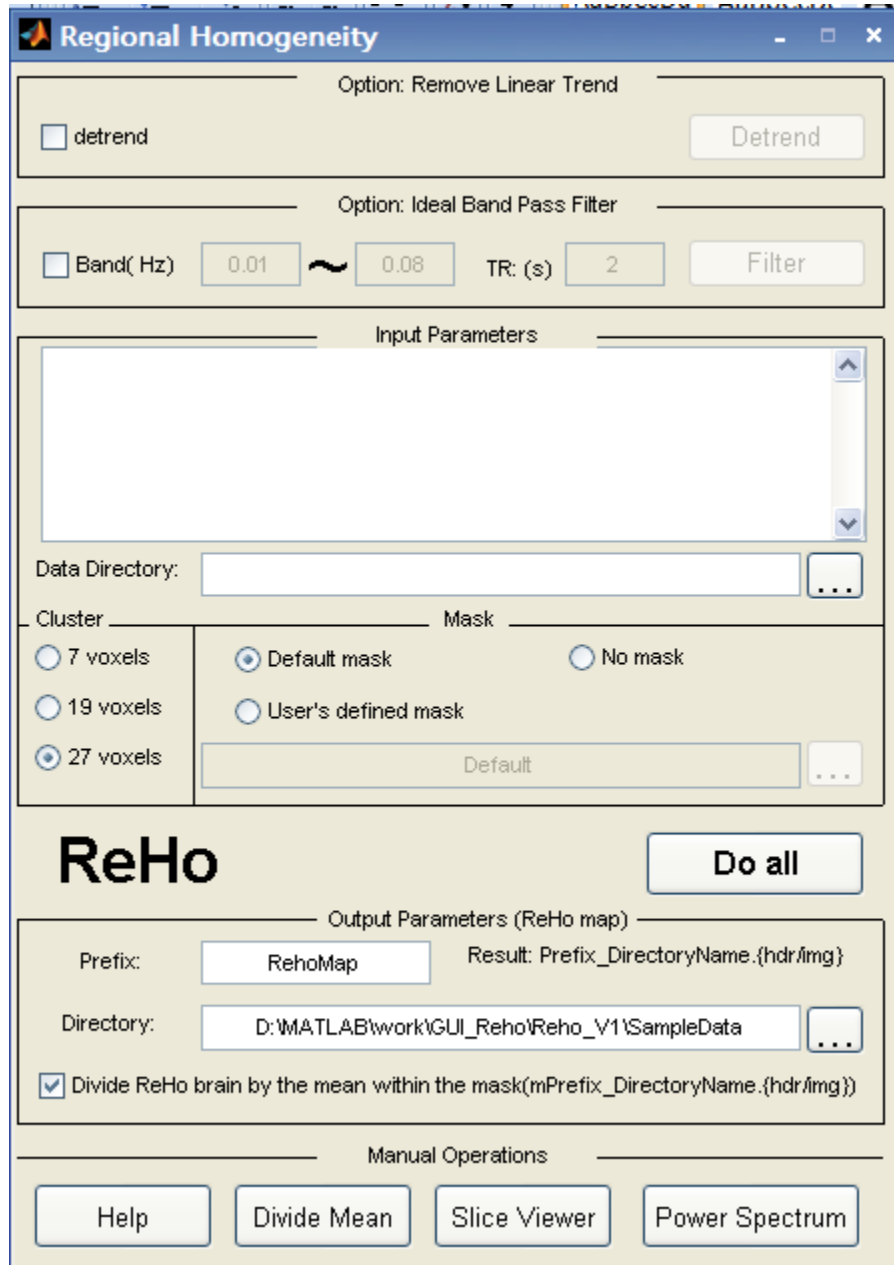 Regional Homogeneity
Option: Remove Linear Trend
detrend
Detrend
Option: Ideal Band Pass Filter
Band( Hz)
0.01
~
0.08
TR: (s)
2
Filter
Input Parameters
Data Directory:
...
Cluster
Mask
7 voxels
Default mask
No mask
19 voxels
User's defined mask
27 voxels
Default
...
ReHo
Do all
Output Parameters (ReHo map)
Prefix:
RehoMap
Result: Prefix_DirectoryName.{hdr/img}
Directory:
D:\MATLAB\work\GUI_Reho\Reho_V1\SampleData
...
Divide ReHo brain by the mean within the mask(mPrefix_DirectoryName.{hdr/img})
Manual Operations
Help
Divide Mean
Slice Viewer
Power Spectrum